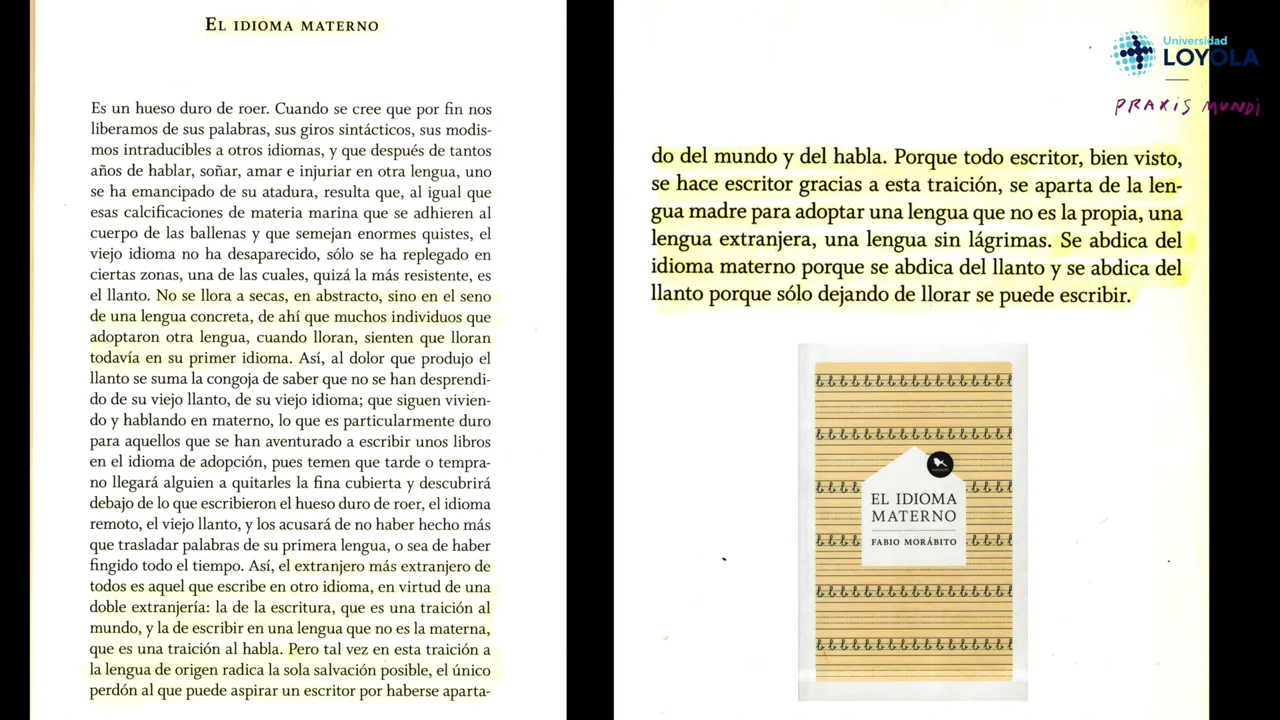 EL IDIOMA MATERNO
Es un hueso duro de roer. Cuando se cree que por fin nos
liberamos de sus palabras, sus giros sintácticos, sus modis-
mos intraducibles a otros idiomas, y que después de tantos
años de hablar, soñar, amar e injuriar en otra lengua, uno
se ha emancipado de su atadura, resulta que, al igual que
esas calcificaciones de materia marina que se adhieren al
cuerpo de las ballenas y que semejan enormes quistes, el
viejo idioma no ha desaparecido, sólo se ha replegado en
ciertas zonas, una de las cuales, quizá la más resistente, es
el llanto. No se llora a secas, en abstracto, sino en el seno
de una lengua concreta, de ahí que muchos individuos que
adoptaron otra lengua, cuando lloran, sienten que lloran
todavía en su primer idioma. Así, al dolor que produjo el
llanto se suma la congoja de saber que no se han desprendi-
do de su viejo llanto, de su viejo idioma; que siguen vivien-
do y hablando en materno, lo que es particularmente duro
para aquellos que se han aventurado a escribir unos libros
en el idioma de adopción, pues temen que tarde o tempra-
no llegará alguien a quitarles la fina cubierta y descubrirá
debajo de lo que escribieron el hueso duro de roer, el idioma
remoto, el viejo llanto, y los acusará de no haber hecho más
que trasladar palabras de su primera lengua, o sea de haber
fingido todo el tiempo. Así, el extranjero más extranjero de
todos es aquel que escribe en otro idioma, en virtud de una
doble extranjería: la de la escritura, que es una traición al
mundo, y la de escribir en una lengua que no es la materna,
que es una traición al habla. Pero tal vez en esta traición a
la lengua de origen radica la sola salvación posible, el único
perdón al que puede aspirar un escritor por haberse aparta-
do del mundo y del habla. Porque todo escritor, bien visto,
se hace escritor gracias a esta traición, se aparta de la len-
gua madre para adoptar una lengua que no es la propia, una
lengua extranjera, una lengua sin lágrimas. Se abdica del
idioma materno porque se abdica del llanto y se abdica del
llanto porque sólo dejando de llorar se puede escribir.
EL IDIOMA
MATERNO
FABIO MORÁBITO
Universidad
LOYOLA
PRAXIS MUNDI